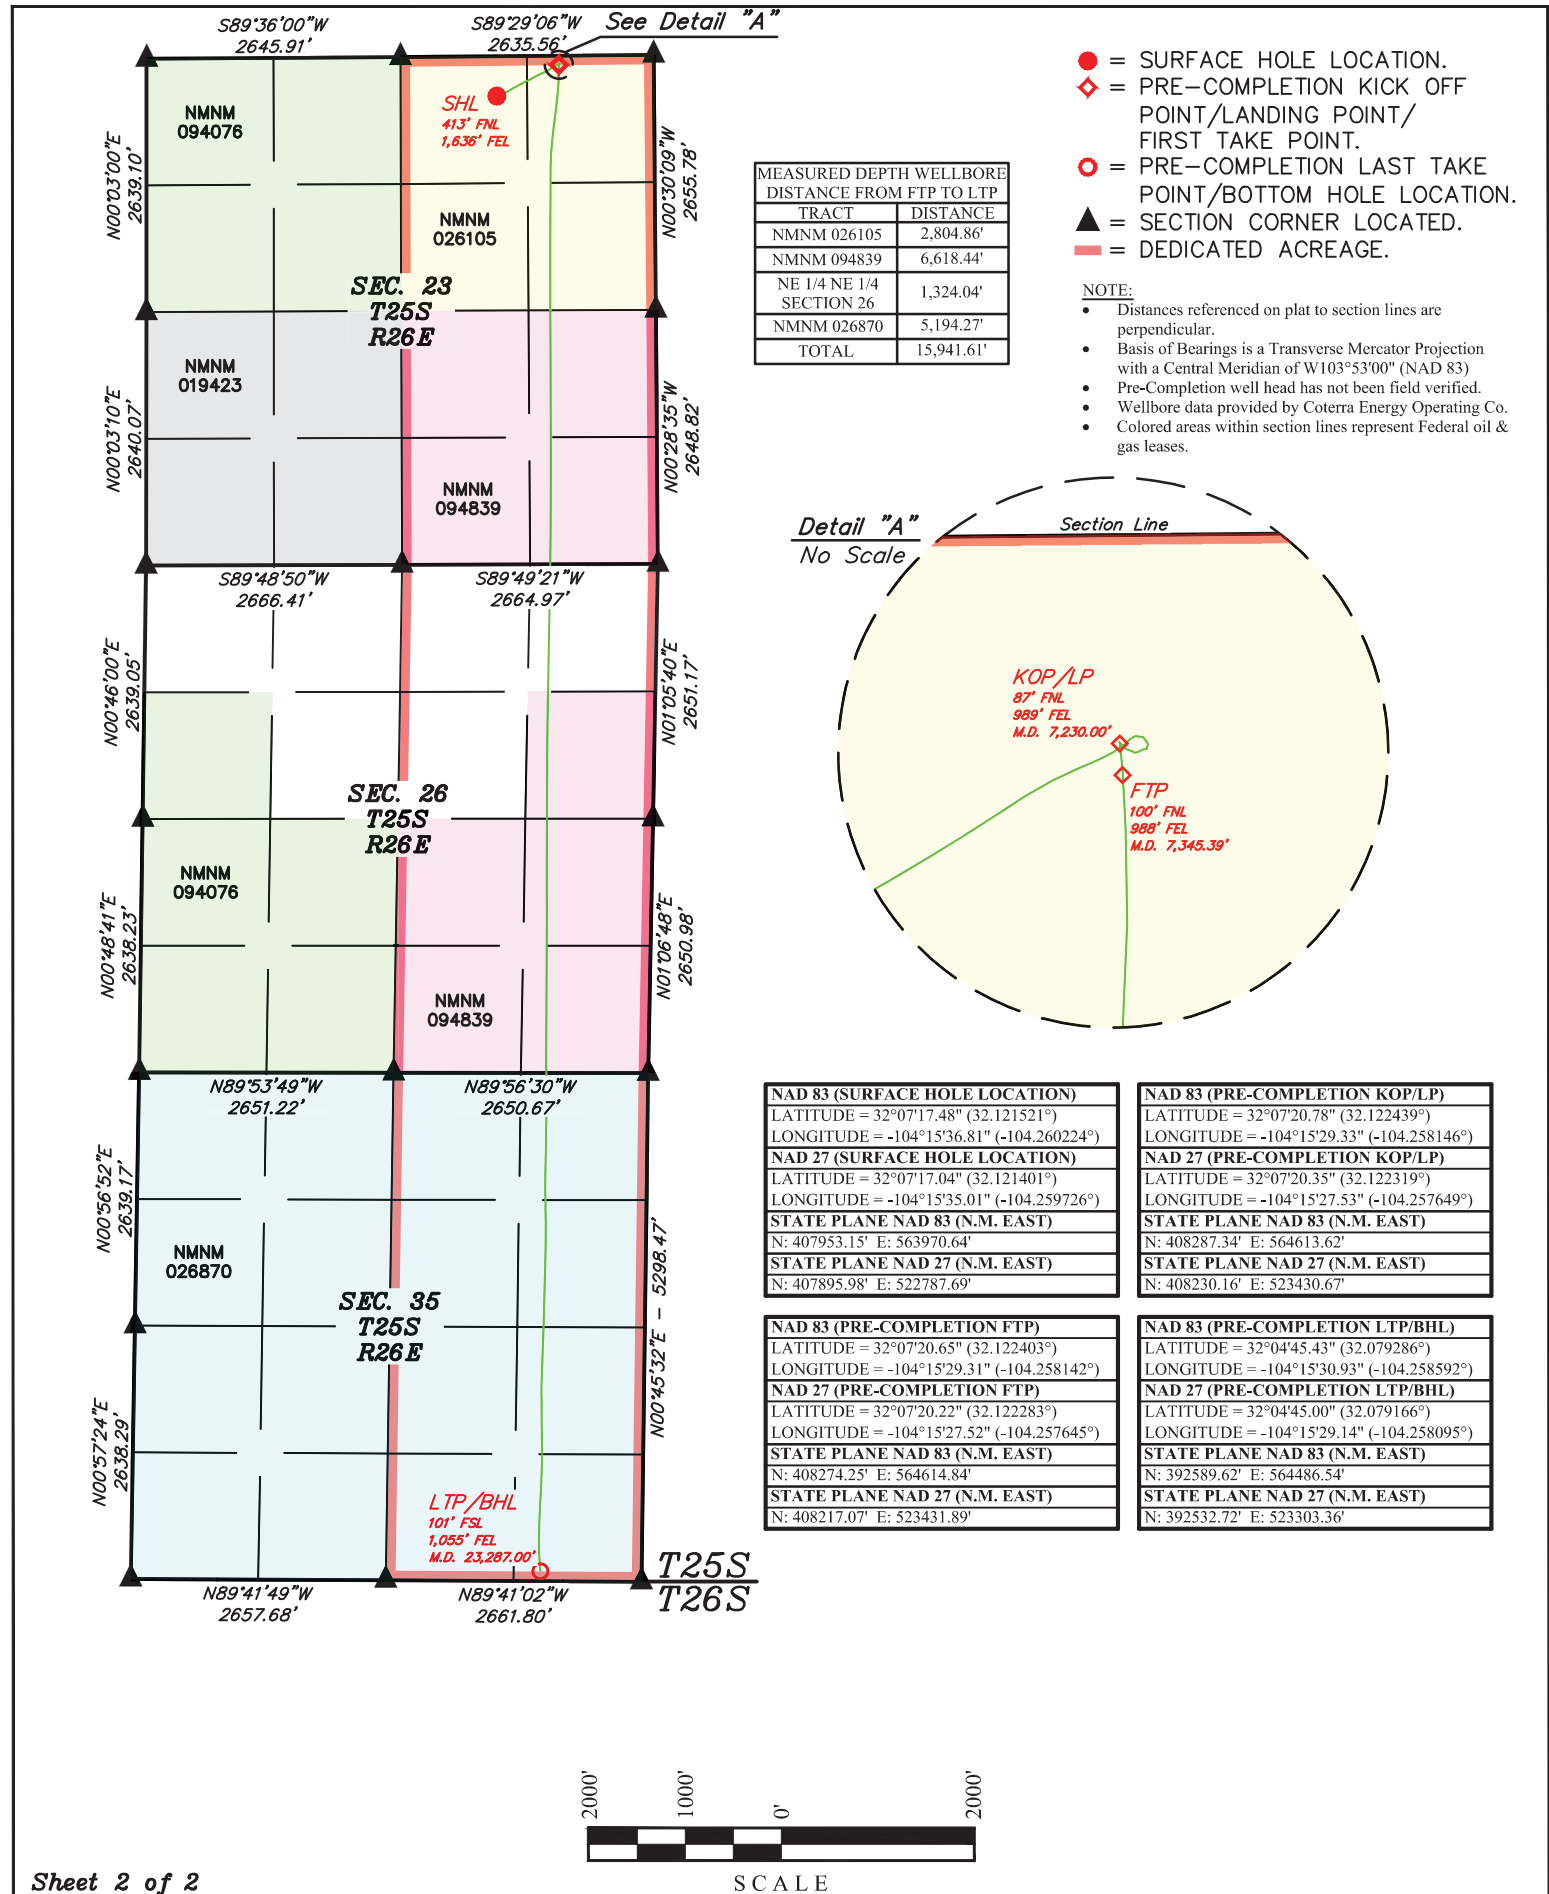 S89°36'00"W
2645.91'
S89°29'06"W
2635.56'
See Detail "A"
N00°03'00"E
2639.10'
NMNM
094076
SHL
413' FNL
1,636' FEL
NMNM
026105
N00°30'09"W
2655.78'
SEC. 23
T25S
R26E
N00°03'10"E
2640.07'
NMNM
019423
NMNM
094839
N00°28'35"W
2648.82'
S89°48'50"W
2666.41'
S89°49'21"W
2664.97'
N00°46'00"E
2639.05'
N01°05'40"E
2651.17'
SEC. 26
T25S
R26E
N00°48'41"E
2638.23'
NMNM
094076
NMNM
094839
N01°06'48"E
2650.98'
N89°53'49"W
2651.22'
N89°56'30"W
2650.67'
N00°56'52"E
2639.17'
NMNM
026870
SEC. 35
T25S
R26E
N00°45'32"E - 5298.47'
N00°57'24"E
2638.29'
LTP/BHL
101' FSL
1,055' FEL
M.D. 23,287.00'
N89°41'49"W
2657.68'
N89°41'02"W
2661.80'
T25S
T26S
= SURFACE HOLE LOCATION.
= PRE-COMPLETION KICK OFF
POINT/LANDING POINT/
FIRST TAKE POINT.
= PRE-COMPLETION LAST TAKE
POINT/BOTTOM HOLE LOCATION.
= SECTION CORNER LOCATED.
= DEDICATED ACREAGE.
MEASURED DEPTH WELLBORE
DISTANCE FROM FTP TO LTP
TRACT DISTANCE
NMNM 026105 2,804.86'
NMNM 094839 6,618.44'
NE 1/4 NE 1/4
SECTION 26 1,324.04'
NMNM 026870 5,194.27'
TOTAL 15,941.61'
NOTE:
• Distances referenced on plat to section lines are
perpendicular.
• Basis of Bearings is a Transverse Mercator Projection
with a Central Meridian of W103°53'00" (NAD 83)
• Pre-Completion well head has not been field verified.
• Wellbore data provided by Coterra Energy Operating Co.
• Colored areas within section lines represent Federal oil &
gas leases.
Detail "A"
No Scale
Section Line
KOP/LP
87' FNL
989' FEL
M.D. 7,230.00'
FTP
100' FNL
988' FEL
M.D. 7,345.39'
NAD 83 (SURFACE HOLE LOCATION)
LATITUDE = 32°07'17.48" (32.121521°)
LONGITUDE = -104°15'36.81" (-104.260224°)
NAD 27 (SURFACE HOLE LOCATION)
LATITUDE = 32°07'17.04" (32.121401°)
LONGITUDE = -104°15'35.01" (-104.259726°)
STATE PLANE NAD 83 (N.M. EAST)
N: 407953.15' E: 563970.64'
STATE PLANE NAD 27 (N.M. EAST)
N: 407895.98' E: 522787.69'
NAD 83 (PRE-COMPLETION KOP/LP)
LATITUDE = 32°07'20.78" (32.122439°)
LONGITUDE = -104°15'29.33" (-104.258146°)
NAD 27 (PRE-COMPLETION KOP/LP)
LATITUDE = 32°07'20.35" (32.122319°)
LONGITUDE = -104°15'27.53" (-104.257649°)
STATE PLANE NAD 83 (N.M. EAST)
N: 408287.34' E: 564613.62'
STATE PLANE NAD 27 (N.M. EAST)
N: 408230.16' E: 523430.67'
NAD 83 (PRE-COMPLETION FTP)
LATITUDE = 32°07'20.65" (32.122403°)
LONGITUDE = -104°15'29.31" (-104.258142°)
NAD 27 (PRE-COMPLETION FTP)
LATITUDE = 32°07'20.22" (32.122283°)
LONGITUDE = -104°15'27.52" (-104.257645°)
STATE PLANE NAD 83 (N.M. EAST)
N: 408274.25' E: 564614.84'
STATE PLANE NAD 27 (N.M. EAST)
N: 408217.07' E: 523431.89'
NAD 83 (PRE-COMPLETION LTP/BHL)
LATITUDE = 32°04'45.43" (32.079286°)
LONGITUDE = -104°15'30.93" (-104.258592°)
NAD 27 (PRE-COMPLETION LTP/BHL)
LATITUDE = 32°04'45.00" (32.079166°)
LONGITUDE = -104°15'29.14" (-104.258095°)
STATE PLANE NAD 83 (N.M. EAST)
N: 392589.62' E: 564486.54'
STATE PLANE NAD 27 (N.M. EAST)
N: 392532.72' E: 523303.36'
2000' 1000' 0' 2000'
SCALE
Sheet 2 of 2